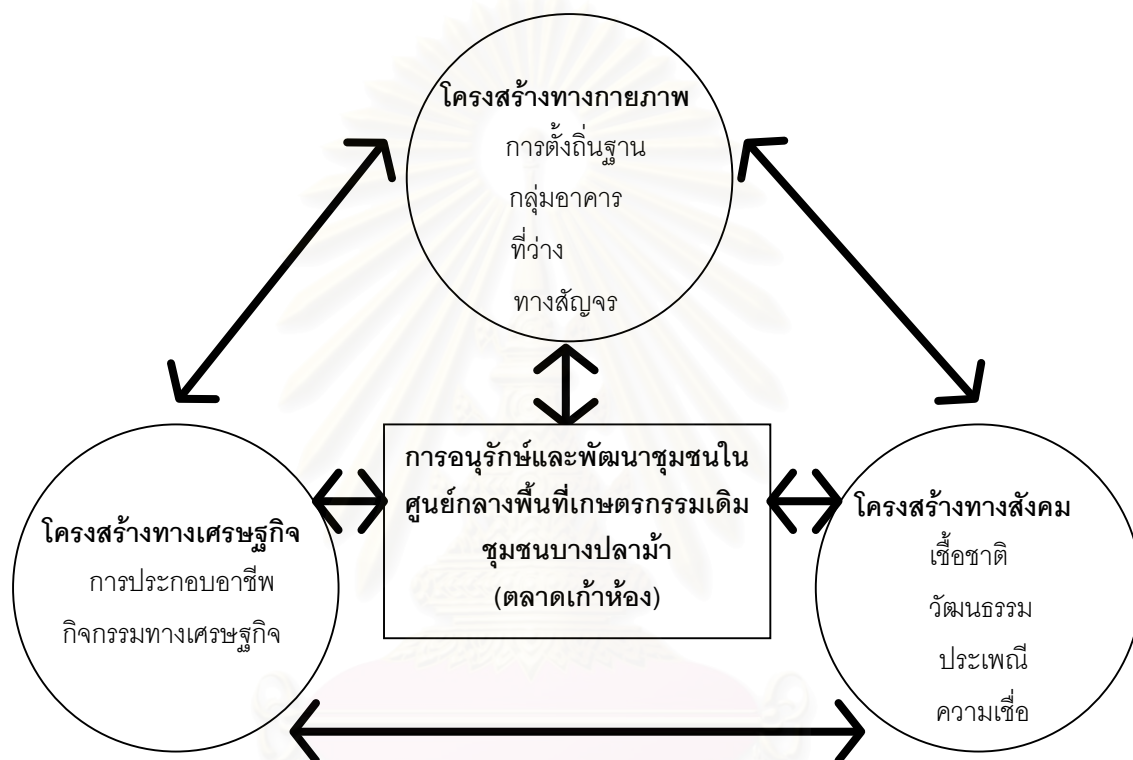 โครงสร้างทางกายภาพ
การตั้งถิ่นฐาน
กลุ่มอาคาร
ที่ว่าง
ทางสัญจร
การอนุรักษ์และพัฒนาชุมชนใน
ศูนย์กลางพื้นที่เกษตรกรรมเดิม
ชุมชนบางปลาม้า
(ตลาดเก้าห้อง)
โครงสร้างทางเศรษฐกิจ
การประกอบอาชีพ
กิจกรรมทางเศรษฐกิจ
โครงสร้างทางสังคม
เชื้อชาติ
วัฒนธรรม
ประเพณี
ความเชื่อ